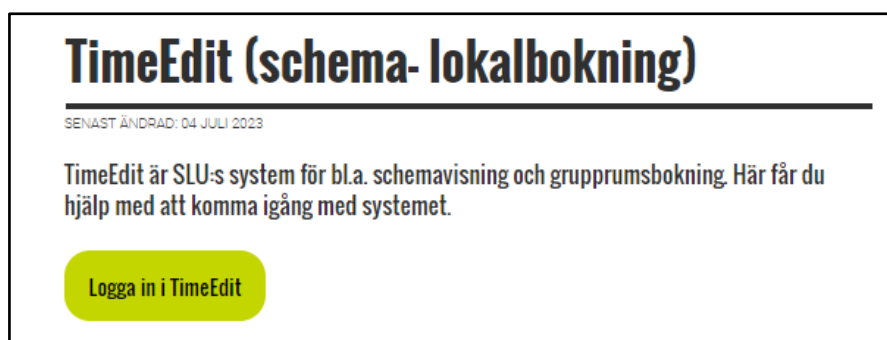 TimeEdit (schema- lokalbokning)
SENAST ÄNDRAD: 04 JULI 2023
TimeEdit är SLU:s system för bl.a. schemavisning och grupprumsbokning. Här får du
hjälp med att komma igång med systemet.
Logga in i TimeEdit